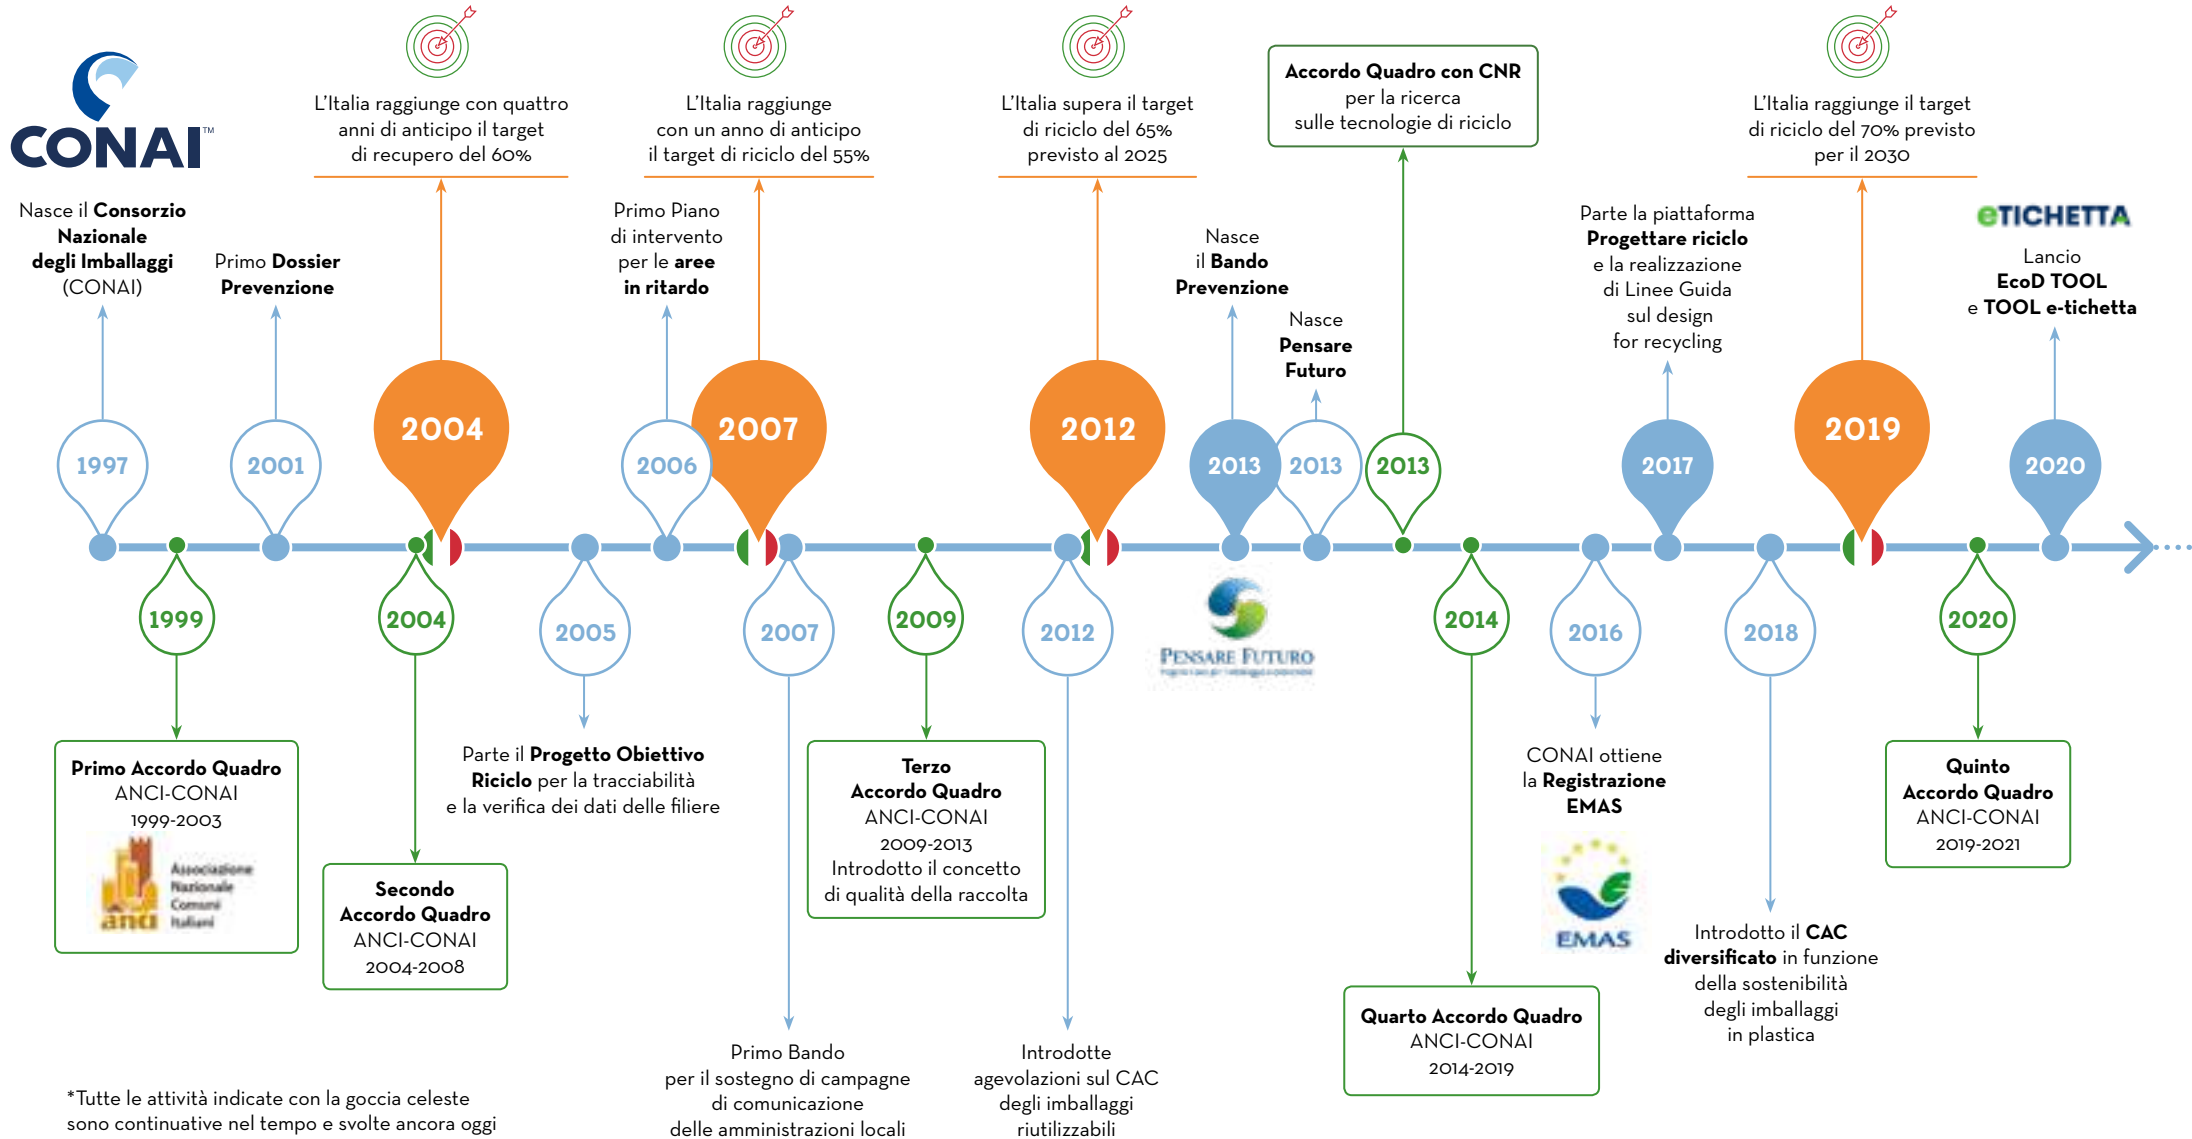 CONAI™
L'Italia raggiunge con quattro
anni di anticipo il target
di recupero del 60%
L'Italia raggiunge
con un anno di anticipo
il target di riciclo del 55%
L'Italia supera il target
di riciclo del 65%
previsto al 2025
Accordo Quadro con CNR
per la ricerca
sulle tecnologie di riciclo
L'Italia raggiunge il target
di riciclo del 70% previsto
per il 2030
Nasce il Consorzio
Nazionale
degli Imballaggi
(CONAI)
Primo Dossier
Prevenzione
Primo Piano
di intervento
per le aree
in ritardo
Nasce
il Bando
Prevenzione
Nasce
Pensare
Futuro
Parte la piattaforma
Progettare riciclo
e la realizzazione
di Linee Guida
sul design
for recycling
eTICHETTA
Lancio
EcoD TOOL
e TOOL e-tichetta
1997
2001
2004
2006
2007
2012
2013
2013
2013
2017
2019
2020
1999
2004
2005
2007
2009
2012
PENSARE FUTURO
2014
2016
2018
2020
Primo Accordo Quadro
ANCI-CONAI
1999-2003
anci
Associazione
Nazionale
Comuni
Italiani
Secondo
Accordo Quadro
ANCI-CONAI
2004-2008
Parte il Progetto Obiettivo
Riciclo per la tracciabilità
e la verifica dei dati delle filiere
Primo Bando
per il sostegno di campagne
di comunicazione
delle amministrazioni locali
Terzo
Accordo Quadro
ANCI-CONAI
2009-2013
Introdotto il concetto
di qualità della raccolta
Introdotte
agevolazioni sul CAC
degli imballaggi
riutilizzabili
Quarto Accordo Quadro
ANCI-CONAI
2014-2019
CONAI ottiene
la Registrazione
EMAS
EMAS
Introdotto il CAC
diversificato in funzione
della sostenibilità
degli imballaggi
in plastica
Quinto
Accordo Quadro
ANCI-CONAI
2019-2021
*Tutte le attività indicate con la goccia celeste
sono continuative nel tempo e svolte ancora oggi